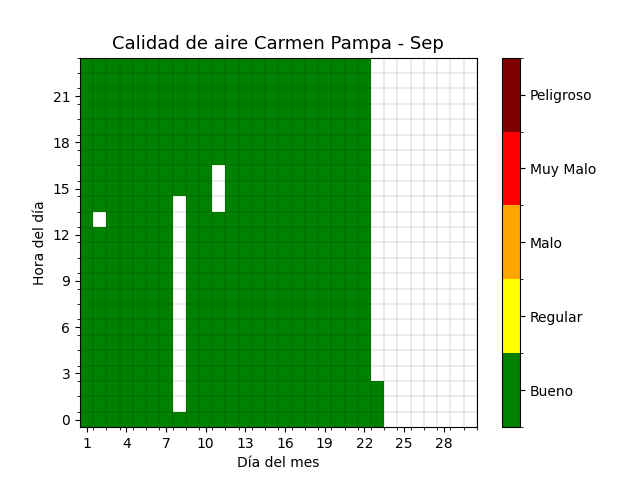 Calidad de aire Carmen Pampa - Sep
Hora del día
21
18
15
12
9
6
3
0
1 4 7 10 13 16 19 22 25 28
Día del mes
Peligroso
Muy Malo
Malo
Regular
Bueno